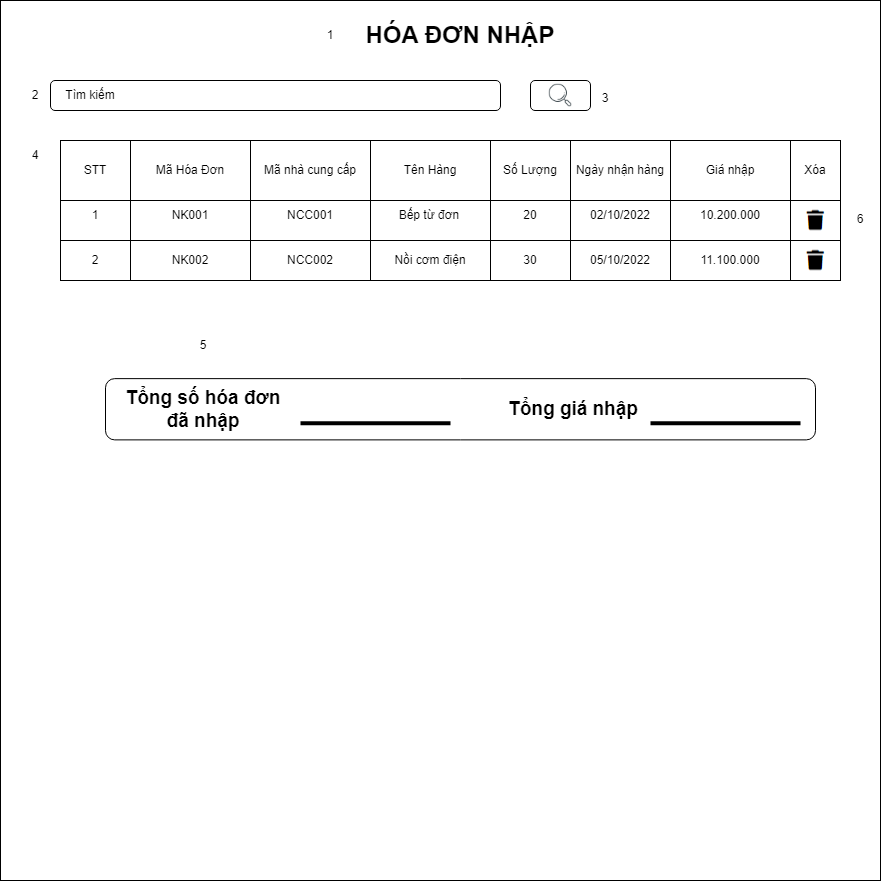 1 HÓA ĐƠN NHẬP
2 Tìm kiếm 3
4 STT Mã Hóa Đơn Mã nhà cung cấp Tên Hàng Số Lượng Ngày nhận hàng Giá nhập Xóa
1 NK001 NCC001 Bếp từ đơn 20 02/10/2022 10.200.000 6
2 NK002 NCC002 Nồi cơm điện 30 05/10/2022 11.100.000
5
Tổng số hóa đơn
đã nhập
Tổng giá nhập